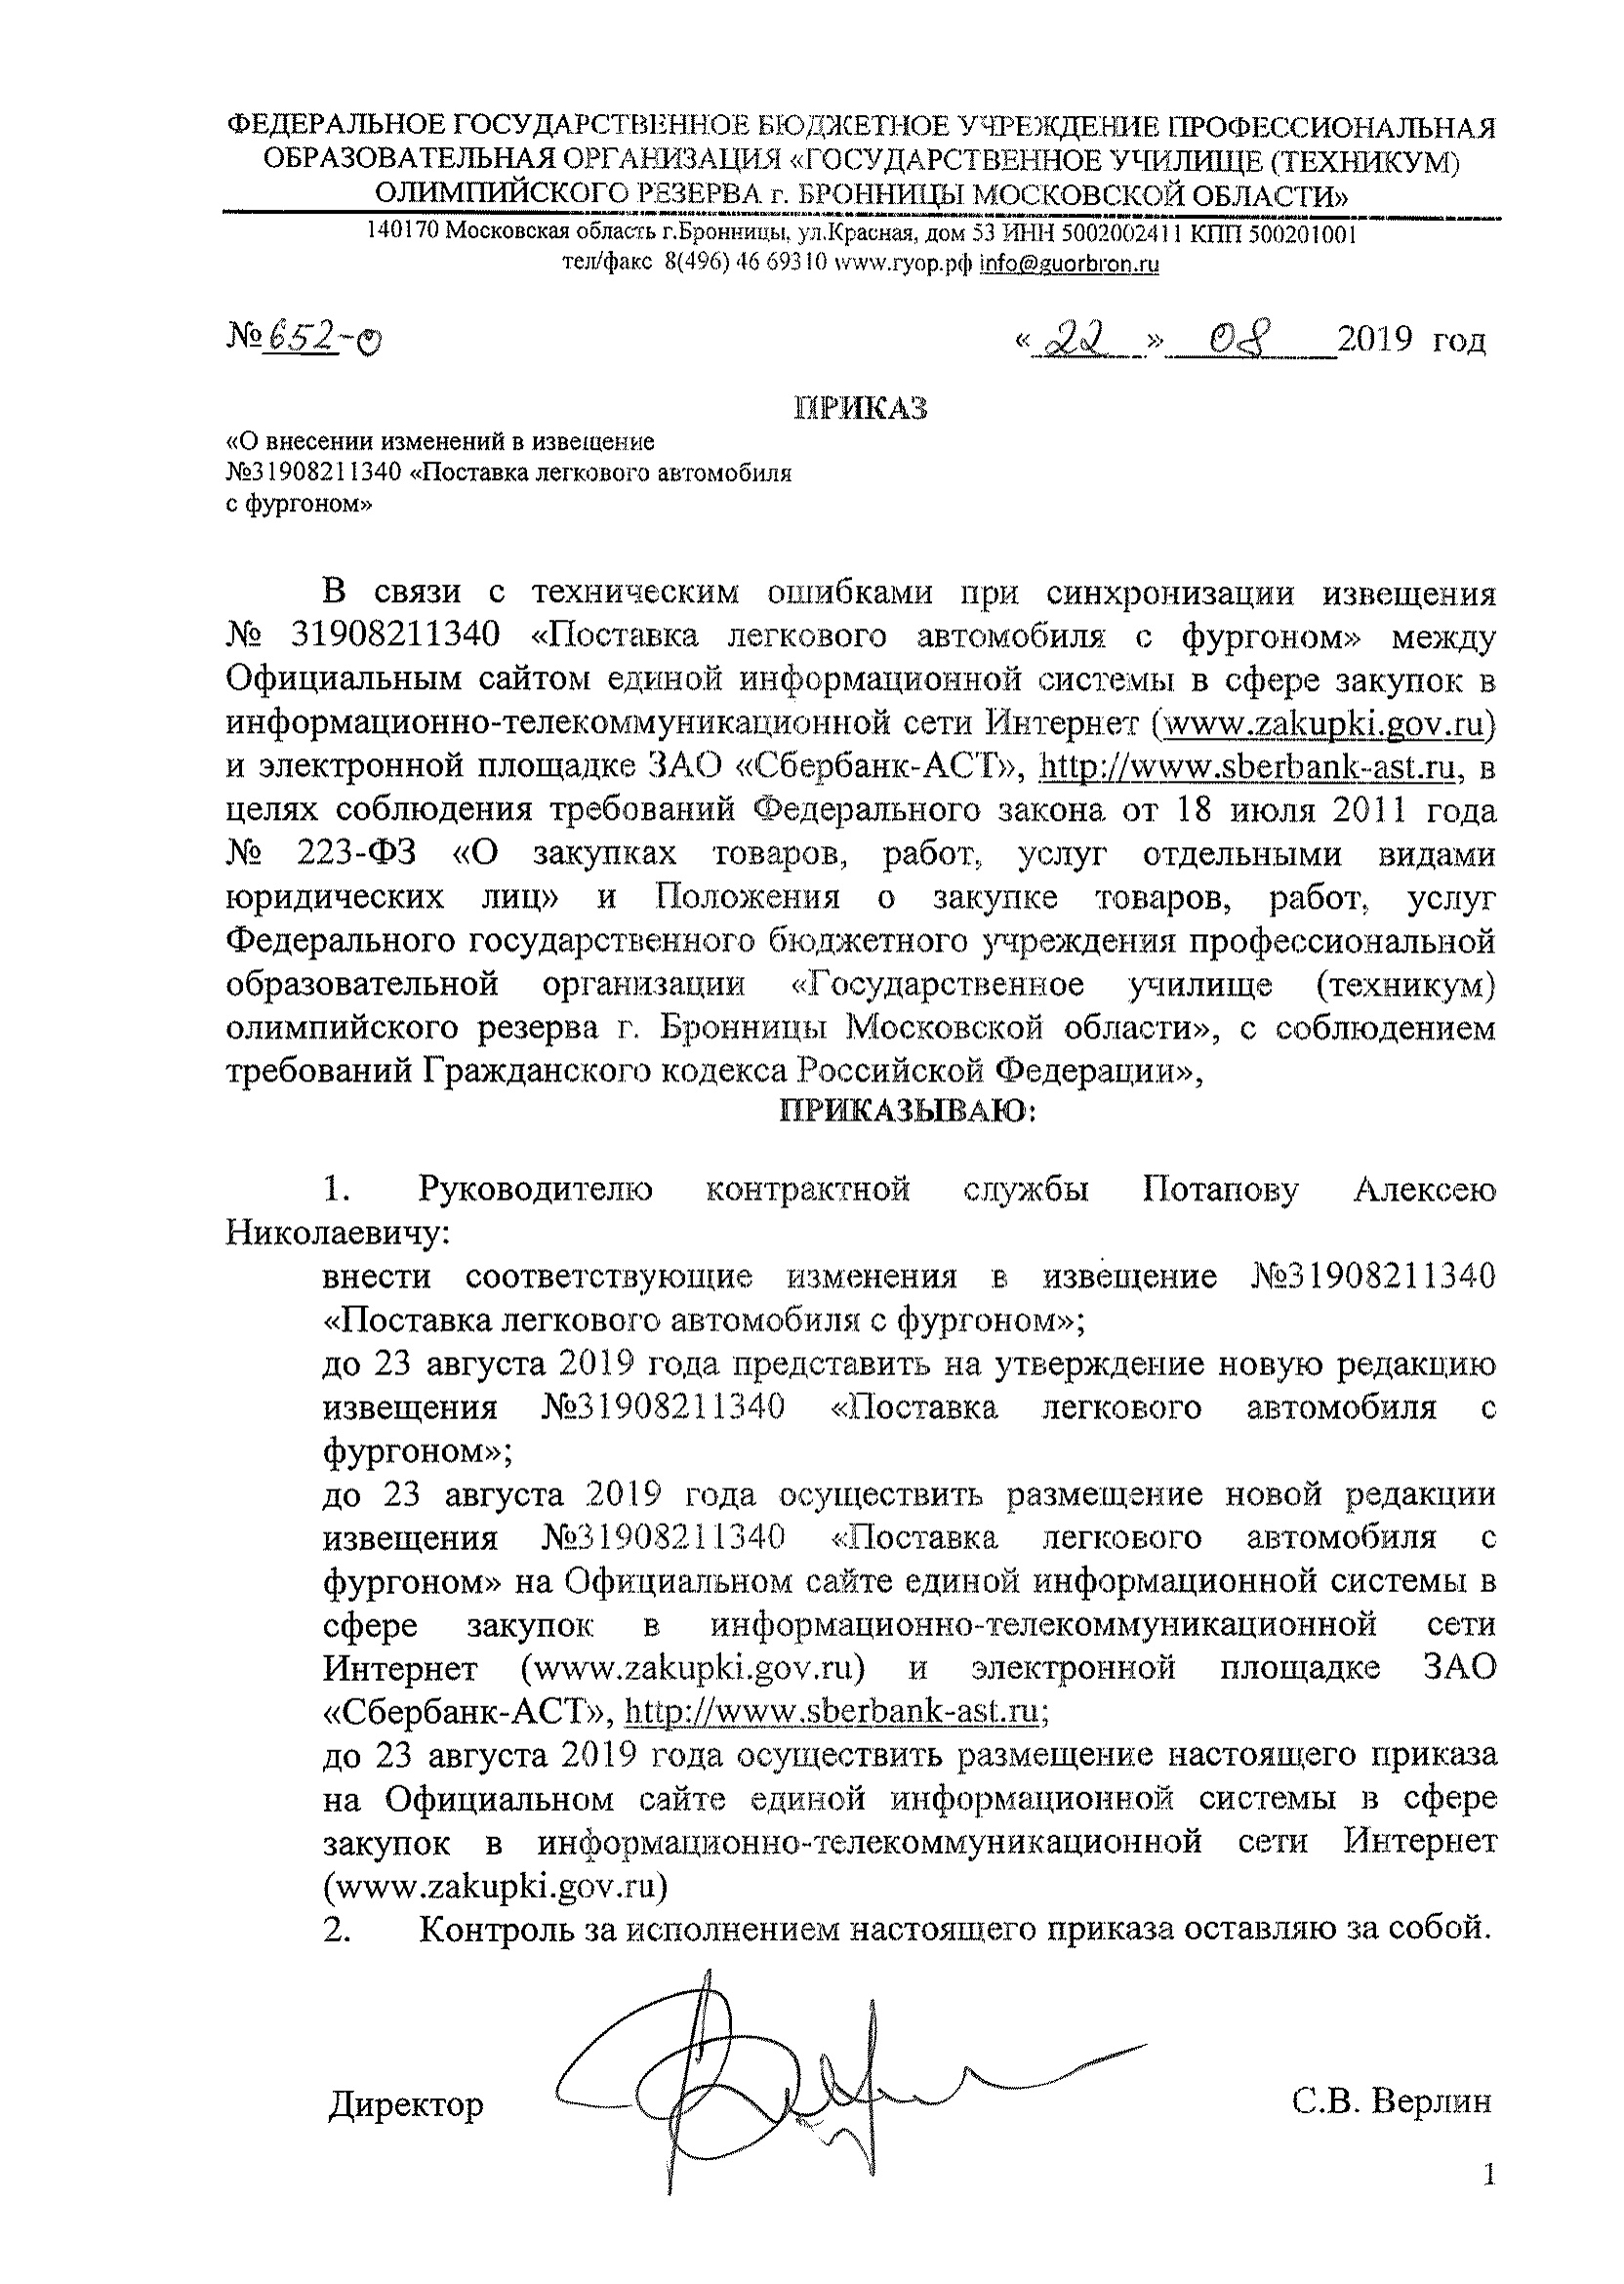 ФЕДЕРАЛЬНОЕ ГОСУДАРСТВЕННОЕ БЮДЖЕТНОЕ УЧРЕЖДЕНИЕ ПРОФЕССИОНАЛЬНАЯ
ОБРАЗОВАТЕЛЬНАЯ ОРГАНИЗАЦИЯ «ГОСУДАРСТВЕННОЕ УЧИЛИЩЕ (ТЕХНИКУМ)
ОЛИМПИЙСКОГО РЕЗЕРВА г. БРОННИЦЫ МОСКОВСКОЙ ОБЛАСТИ»
140170 Московская область г.Бронницы, ул.Красная, дом 53 ИНН 5002002411 КПП 500201001
тел/факс 8(496) 46 69310 www.гуор.рф info@guorbron.ru
№ 652-о «22» 08 2019 год
ПРИКАЗ
«О внесении изменений в извещение
№31908211340 «Поставка легкового автомобиля
с фургоном»
В связи с техническим ошибками при синхронизации извещения
№ 31908211340 «Поставка легкового автомобиля с фургоном» между
Официальным сайтом единой информационной системы в сфере закупок в
информационно-телекоммуникационной сети Интернет (www.zakupki.gov.ru)
и электронной площадке ЗАО «Сбербанк-АСТ», http://www.sberbank-ast.ru, в
целях соблюдения требований Федерального закона от 18 июля 2011 года
№ 223-ФЗ «О закупках товаров, работ, услуг отдельными видами
юридических лиц» и Положения о закупке товаров, работ, услуг
Федерального государственного бюджетного учреждения профессиональной
образовательной организации «Государственное училище (техникум)
олимпийского резерва г. Бронницы Московской области», с соблюдением
требований Гражданского кодекса Российской Федерации»,
ПРИКАЗЫВАЮ:
1. Руководителю контрактной службы Потапову Алексею
Николаевичу:
внести соответствующие изменения в извещение №31908211340
«Поставка легкового автомобиля с фургоном»;
до 23 августа 2019 года представить на утверждение новую редакцию
извещения №31908211340 «Поставка легкового автомобиля с
фургоном»;
до 23 августа 2019 года осуществить размещение новой редакции
извещения №31908211340 «Поставка легкового автомобиля с
фургоном» на Официальном сайте единой информационной системы в
сфере закупок в информационно-телекоммуникационной сети
Интернет (www.zakupki.gov.ru) и электронной площадке ЗАО
«Сбербанк-АСТ», http://www.sberbank-ast.ru;
до 23 августа 2019 года осуществить размещение настоящего приказа
на Официальном сайте единой информационной системы в сфере
закупок в информационно-телекоммуникационной сети Интернет
(www.zakupki.gov.ru)
2. Контроль за исполнением настоящего приказа оставляю за собой.
Директор С.В. Верлин
1